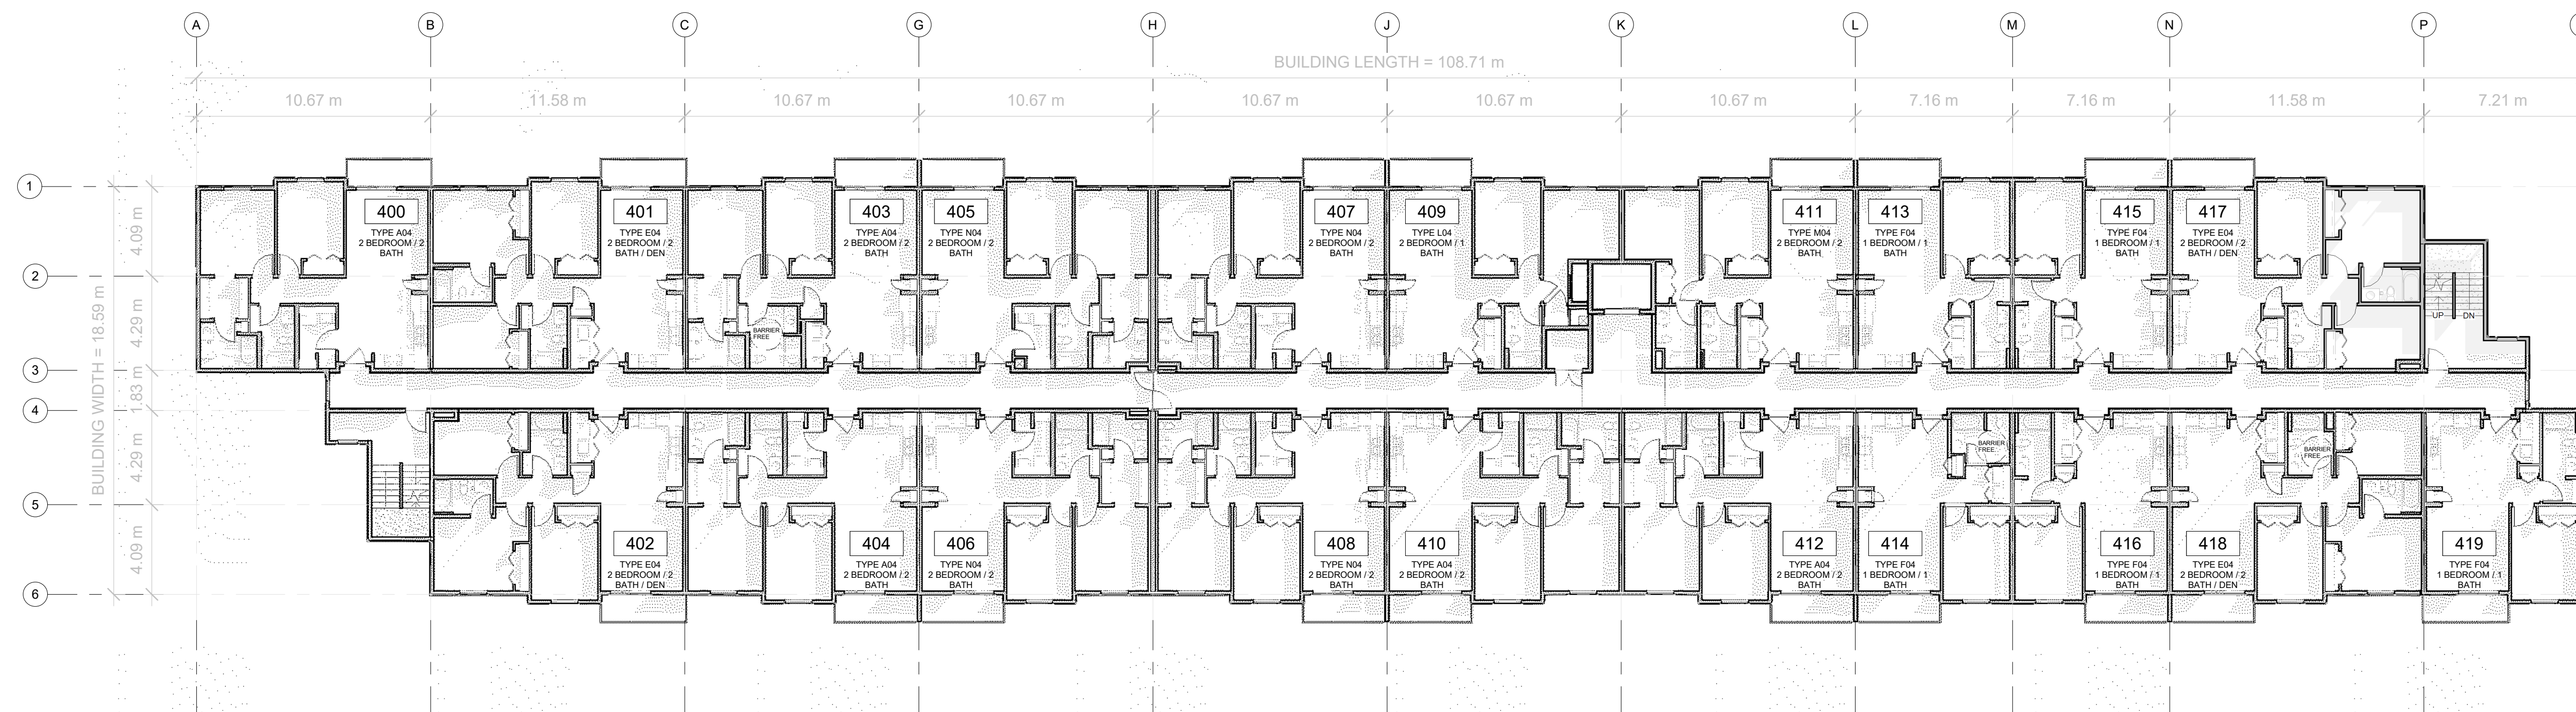 A B C G H J K L M N P
BUILDING LENGTH = 108.71 m
10.67 m 11.58 m 10.67 m 10.67 m 10.67 m 10.67 m 10.67 m 7.16 m 7.16 m 11.58 m 7.21 m
1
2
3
4
5
6
BUILDING WIDTH = 18.59 m
4.09 m
4.29 m
1.83 m
4.29 m
4.09 m
400
TYPE A04
2 BEDROOM / 2
BATH
401
TYPE E04
2 BEDROOM / 2
BATH / DEN
403
TYPE A04
2 BEDROOM / 2
BATH
405
TYPE N04
2 BEDROOM / 2
BATH
407
TYPE N04
2 BEDROOM / 2
BATH
409
TYPE L04
2 BEDROOM / 1
BATH
411
TYPE M04
2 BEDROOM / 2
BATH
413
TYPE F04
1 BEDROOM / 1
BATH
415
TYPE F04
1 BEDROOM / 1
BATH
417
TYPE E04
2 BEDROOM / 2
BATH / DEN
BARRIER
FREE
UP DN
BARRIER
FREE
BARRIER
FREE
402
TYPE E04
2 BEDROOM / 2
BATH / DEN
404
TYPE A04
2 BEDROOM / 2
BATH
406
TYPE N04
2 BEDROOM / 2
BATH
408
TYPE N04
2 BEDROOM / 2
BATH
410
TYPE A04
2 BEDROOM / 2
BATH
412
TYPE A04
2 BEDROOM / 2
BATH
414
TYPE F04
1 BEDROOM / 1
BATH
416
TYPE F04
1 BEDROOM / 1
BATH
418
TYPE E04
2 BEDROOM / 2
BATH / DEN
419
TYPE F04
1 BEDROOM / 1
BATH